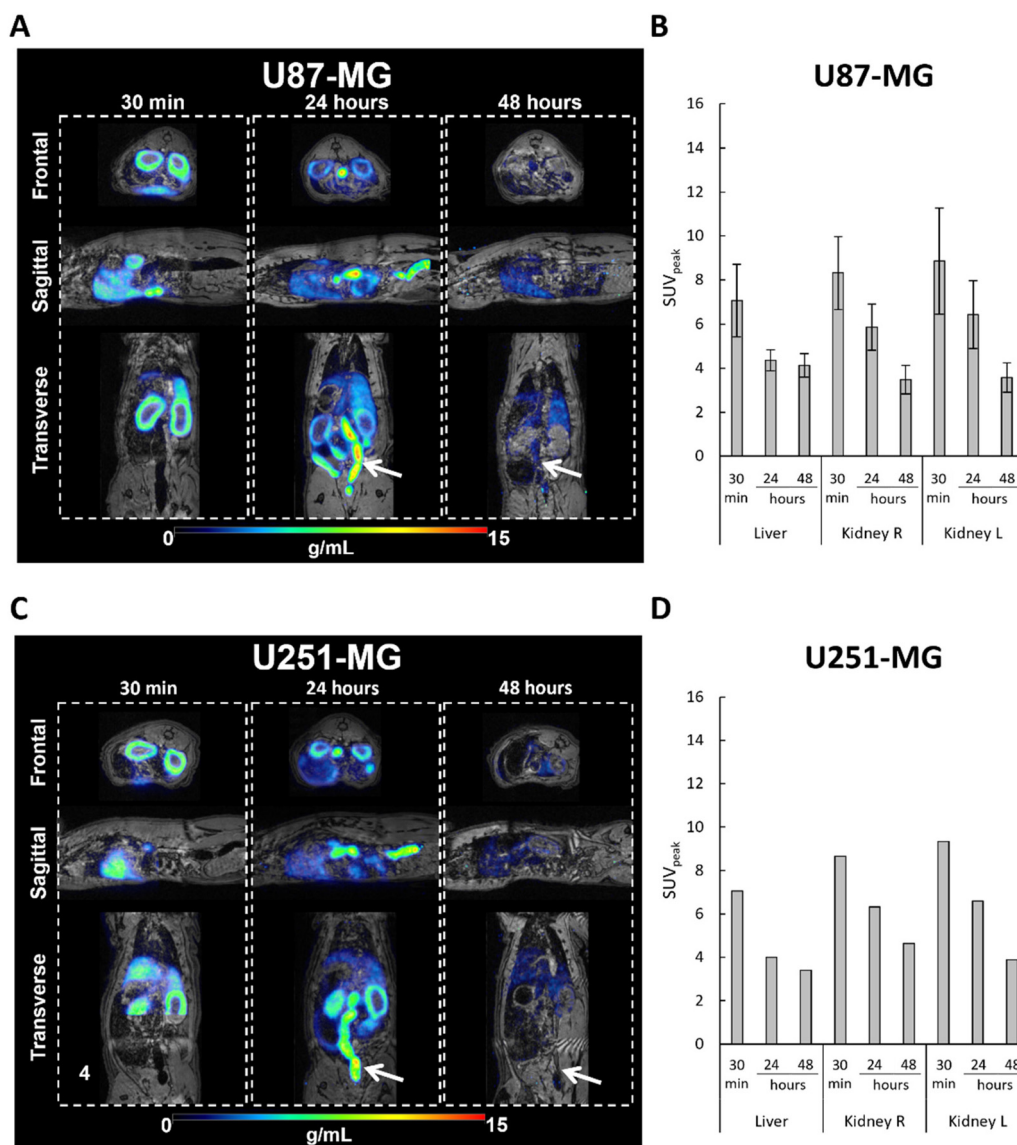 A
U87-MG
30 min 24 hours 48 hours
Frontal
Sagittal
Transverse
0 15
g/mL
B
U87-MG
16
14
12
10
8
6
4
2
0
SUVpeak
30 24 48 30 24 48 30 24 48
min hours min hours min hours
Liver Kidney R Kidney L
C
U251-MG
30 min 24 hours 48 hours
Frontal
Sagittal
Transverse
4
0 15
g/mL
D
U251-MG
16
14
12
10
8
6
4
2
0
SUVpeak
30 24 48 30 24 48 30 24 48
min hours min hours min hours
Liver Kidney R Kidney L